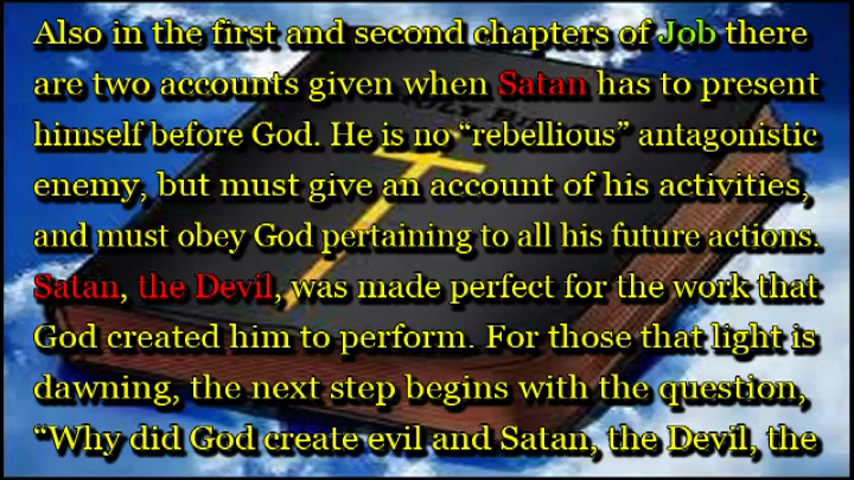 Also in the first and second chapters of Job there
are two accounts given when Satan has to present
himself before God. He is no “rebellious” antagonistic
enemy, but must give an account of his activities,
and must obey God pertaining to all his future actions.
Satan, the Devil, was made perfect for the work that
God created him to perform. For those that light is
dawning, the next step begins with the question,
“Why did God create evil and Satan, the Devil, the